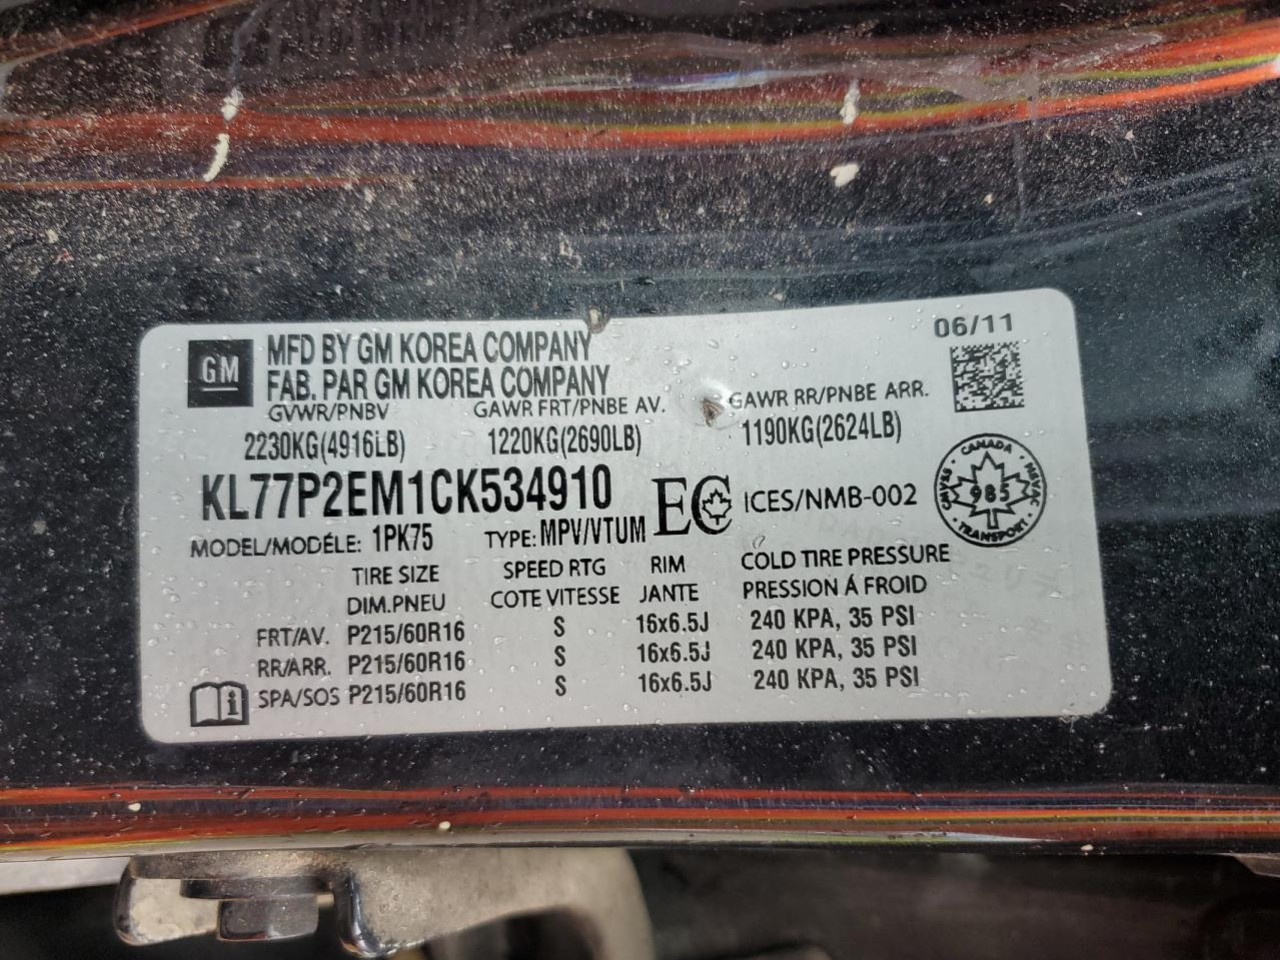 06/11
GM
MFD BY GM KOREA COMPANY
FAB. PAR GM KOREA COMPANY
GVWR/PNBV GAWR FRT/PNBE AV. GAWR RR/PNBE ARR.
2230KG(4916LB) 1220KG(2690LB) 1190KG(2624LB)
KL77P2EM1CK534910 EC ICES/NMB-002
CANADA
CMVSS 985 NSVAC
TRANSPORT
MODEL/MODÉLE: 1PK75 TYPE: MPV/VTUM
TIRE SIZE SPEED RTG RIM COLD TIRE PRESSURE
DIM.PNEU COTE VITESSE JANTE PRESSION Á FROID
FRT/AV. P215/60R16 S 16x6.5J 240 KPA, 35 PSI
RR/ARR. P215/60R16 S 16x6.5J 240 KPA, 35 PSI
SPA/SOS P215/60R16 S 16x6.5J 240 KPA, 35 PSI